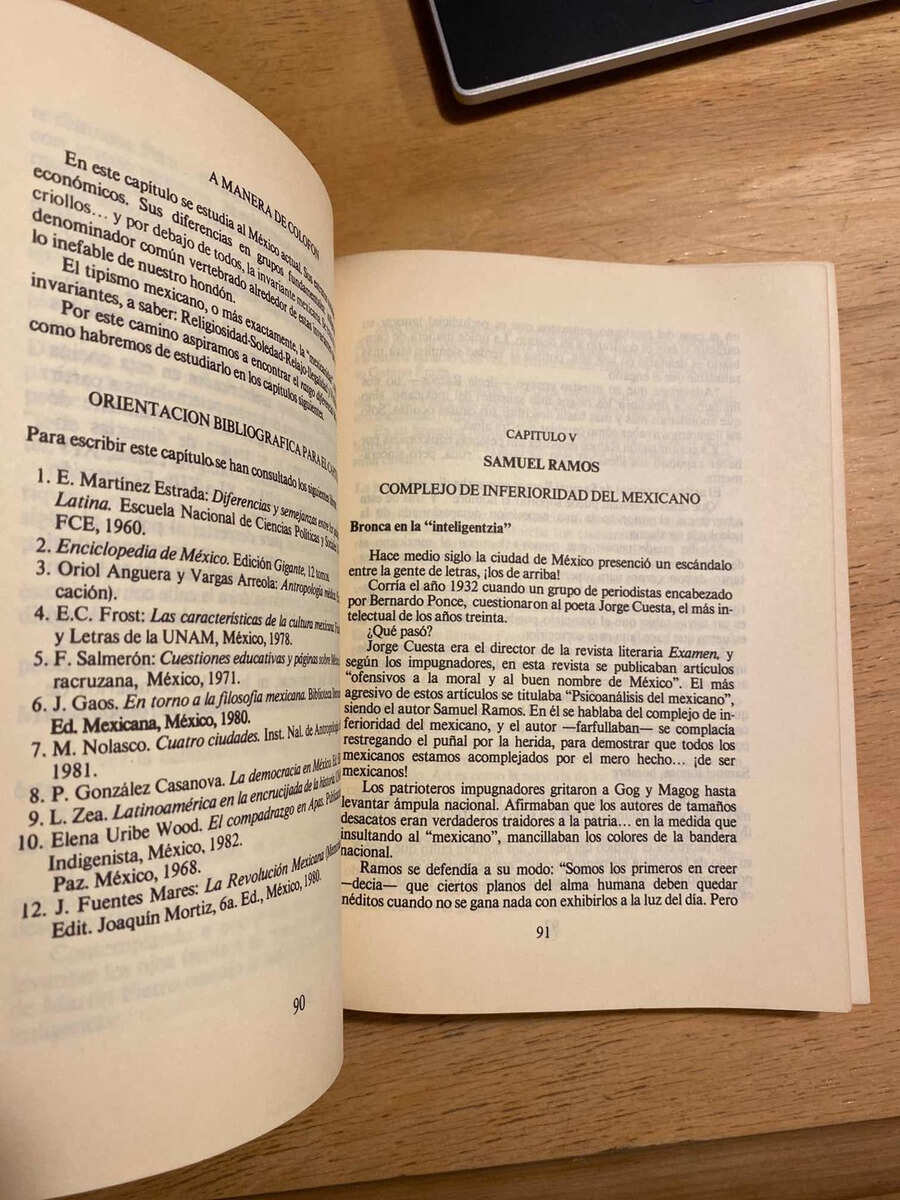 A MANERA DE COLOFON
En este capítulo se estudia al México actual. Sus
económicos. Sus diferencias en grupos fundamentales
criollos... y por debajo de todos, la invariante mexicana
denominador común vertebrado alrededor de estas
lo inefable de nuestro hondón.
El tipismo mexicano, o más exactamente, la "mexicanidad"
invariantes, a saber: Religiosidad-Soledad-Relajo-Ilegalidad
Por este camino aspiramos a encontrar el rasgo
como habremos de estudiarlo en los capítulos siguientes.
ORIENTACION BIBLIOGRAFICA PARA EL
Para escribir este capítulo se han consultado los siguientes
1. E. Martínez Estrada: Diferencias y semejanzas entre los
Latina. Escuela Nacional de Ciencias Políticas y Sociales
FCE, 1960.
2. Enciclopedia de México. Edición Gigante, 12 tomos.
3. Oriol Anguera y Vargas Arreola: Antropología médica.
cación).
4. E.C. Frost: Las características de la cultura mexicana.
y Letras de la UNAM, México, 1978.
5. F. Salmerón: Cuestiones educativas y páginas sobre
racruzana, México, 1971.
6. J. Gaos. En torno a la filosofía mexicana. Biblioteca
Ed. Mexicana, México, 1980.
7. M. Nolasco. Cuatro ciudades. Inst. Nal. de Antropología
1981.
8. P. González Casanova. La democracia en México. Ed.
9. L. Zea. Latinoamérica en la encrucijada de la historia.
10. Elena Uribe Wood. El compadrazgo en Apas.
Indigenista, México, 1982.
Paz. México, 1968.
12. J. Fuentes Mares: La Revolución Mexicana
Edit. Joaquín Mortiz, 6a. Ed., México, 1980.
90
CAPITULO V
SAMUEL RAMOS
COMPLEJO DE INFERIORIDAD DEL MEXICANO
Bronca en la "inteligentzia"
Hace medio siglo la ciudad de México presenció un escándalo
entre la gente de letras, ¡los de arriba!
Corría el año 1932 cuando un grupo de periodistas encabezado
por Bernardo Ponce, cuestionaron al poeta Jorge Cuesta, el más in-
telectual de los años treinta.
¿Qué pasó?
Jorge Cuesta era el director de la revista literaria Examen, y
según los impugnadores, en esta revista se publicaban artículos
"ofensivos a la moral y al buen nombre de México". El más
agresivo de estos artículos se titulaba "Psicoanálisis del mexicano",
siendo el autor Samuel Ramos. En él se hablaba del complejo de in-
ferioridad del mexicano, y el autor —farfullaban— se complacía
restregando el puñal por la herida, para demostrar que todos los
mexicanos estamos acomplejados por el mero hecho... ¡de ser
mexicanos!
Los patrioteros impugnadores gritaron a Gog y Magog hasta
levantar ámpula nacional. Afirmaban que los autores de tamaños
desacatos eran verdaderos traidores a la patria... en la medida que
insultando al "mexicano", mancillaban los colores de la bandera
nacional.
Ramos se defendía a su modo: "Somos los primeros en creer
—decia— que ciertos planos del alma humana deben quedar
néditos cuando no se gana nada con exhibirlos a la luz del día. Pero
91